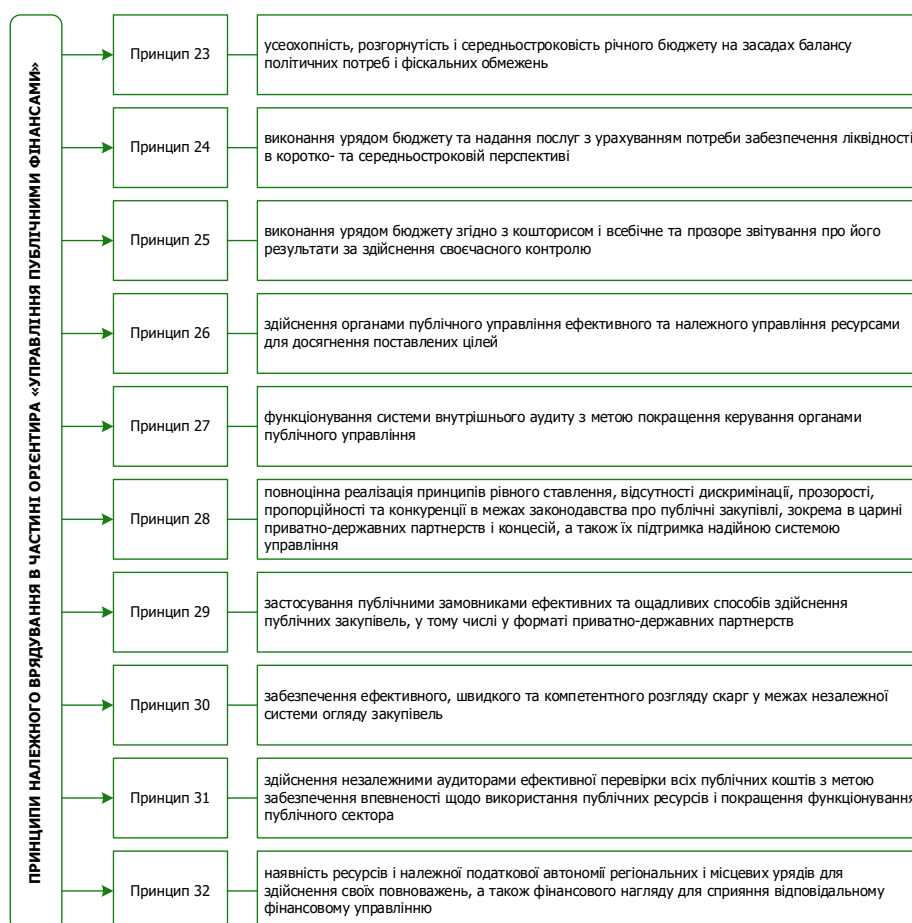 ПРИНЦИПИ НАЛЕЖНОГО ВРЯДУВАННЯ В ЧАСТИНІ ОРІЄНТИРА «УПРАВЛІННЯ ПУБЛІЧНИМИ ФІНАНСАМИ»
Принцип 23
усеохопність, розгорнутість і середньостроковість річного бюджету на засадах балансу
політичних потреб і фіскальних обмежень
Принцип 24
виконання урядом бюджету та надання послуг з урахуванням потреби забезпечення ліквідності
в коротко- та середньостроковій перспективі
Принцип 25
виконання урядом бюджету згідно з кошторисом і всебічне та прозоре звітування про його
результати за здійснення своєчасного контролю
Принцип 26
здійснення органами публічного управління ефективного та належного управління ресурсами
для досягнення поставлених цілей
Принцип 27
функціонування системи внутрішнього аудиту з метою покращення керування органами
публічного управління
Принцип 28
повноцінна реалізація принципів рівного ставлення, відсутності дискримінації, прозорості,
пропорційності та конкуренції в межах законодавства про публічні закупівлі, зокрема в царині
приватно-державних партнерств і концесій, а також їх підтримка надійною системою
управління
Принцип 29
застосування публічними замовниками ефективних та ощадливих способів здійснення
публічних закупівель, у тому числі у форматі приватно-державних партнерств
Принцип 30
забезпечення ефективного, швидкого та компетентного розгляду скарг у межах незалежної
системи огляду закупівель
Принцип 31
здійснення незалежними аудиторами ефективної перевірки всіх публічних коштів з метою
забезпечення впевненості щодо використання публічних ресурсів і покращення функціонування
публічного сектора
Принцип 32
наявність ресурсів і належної податкової автономії регіональних і місцевих урядів для
здійснення своїх повноважень, а також фінансового нагляду для сприяння відповідальному
фінансовому управлінню